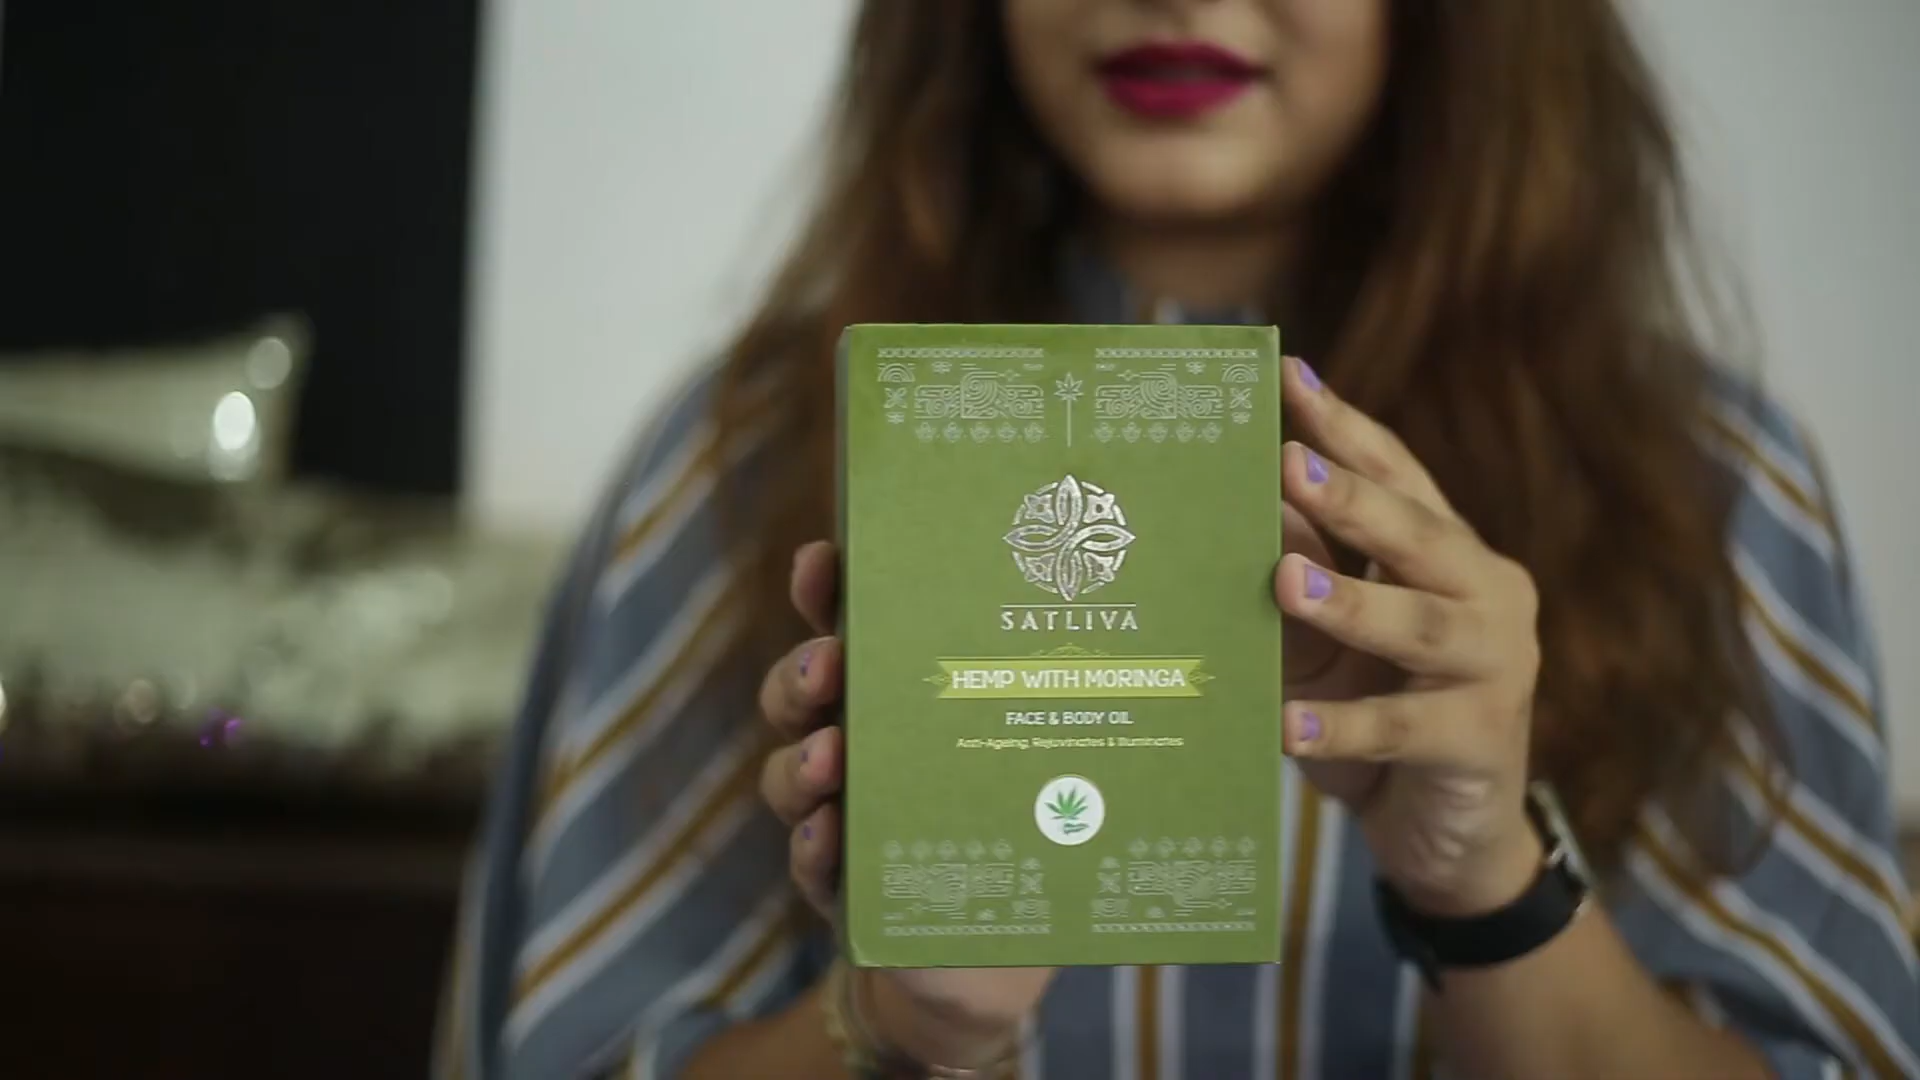 SATLIVA
HEMP WITH MORINGA
FACE & BODY OIL
Anti-Ageing, Rejuvinates & Illuminates